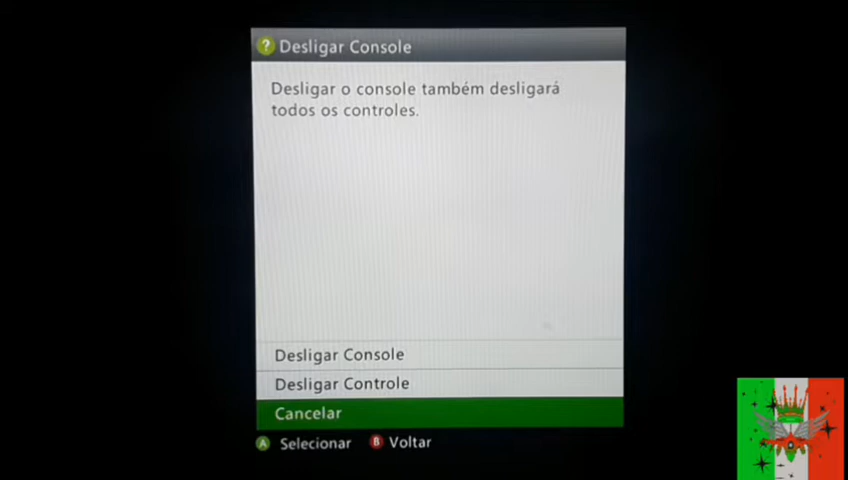 Desligar Console
Desligar o console também desligará
todos os controles.
Desligar Console
Desligar Controle
Cancelar
A Selecionar B Voltar